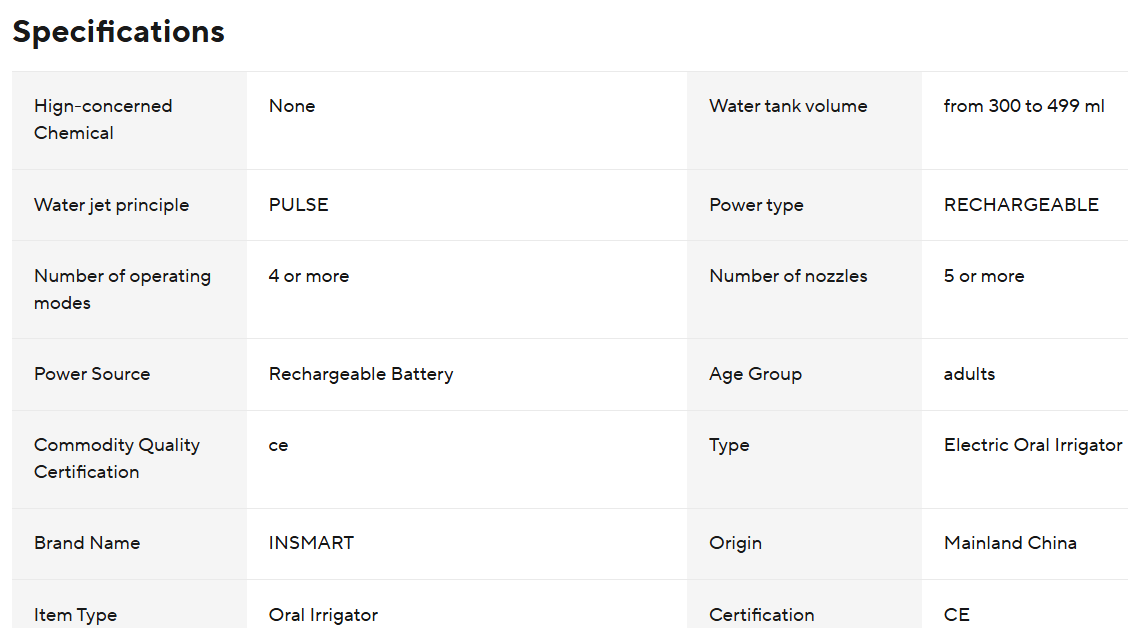 Specifications
Hign-concerned
Chemical
None
Water tank volume
from 300 to 499 ml
Water jet principle
PULSE
Power type
RECHARGEABLE
Number of operating
modes
4 or more
Number of nozzles
5 or more
Power Source
Rechargeable Battery
Age Group
adults
Commodity Quality
Certification
ce
Type
Electric Oral Irrigator
Brand Name
INSMART
Origin
Mainland China
Item Type
Oral Irrigator
Certification
CE